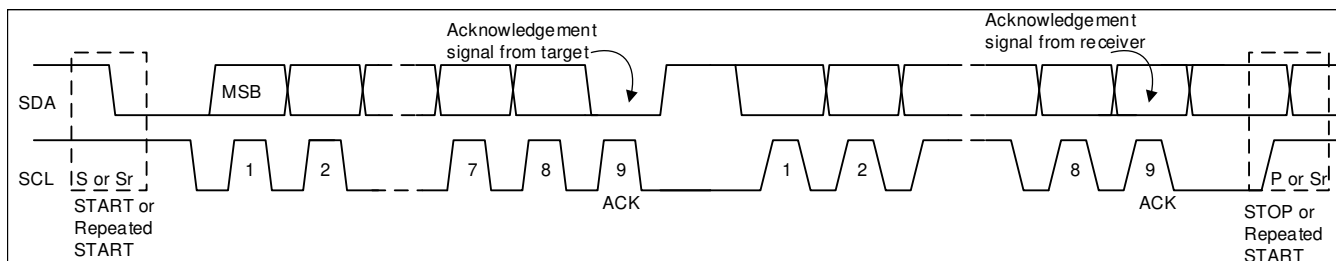 Acknowledgement
signal from target
Acknowledgement
signal from receiver
SDA
MSB
SCL
S or Sr
1
2
7
8
9
1
2
8
9
P or Sr
ACK
ACK
START or
Repeated
START
STOP or
Repeated
START